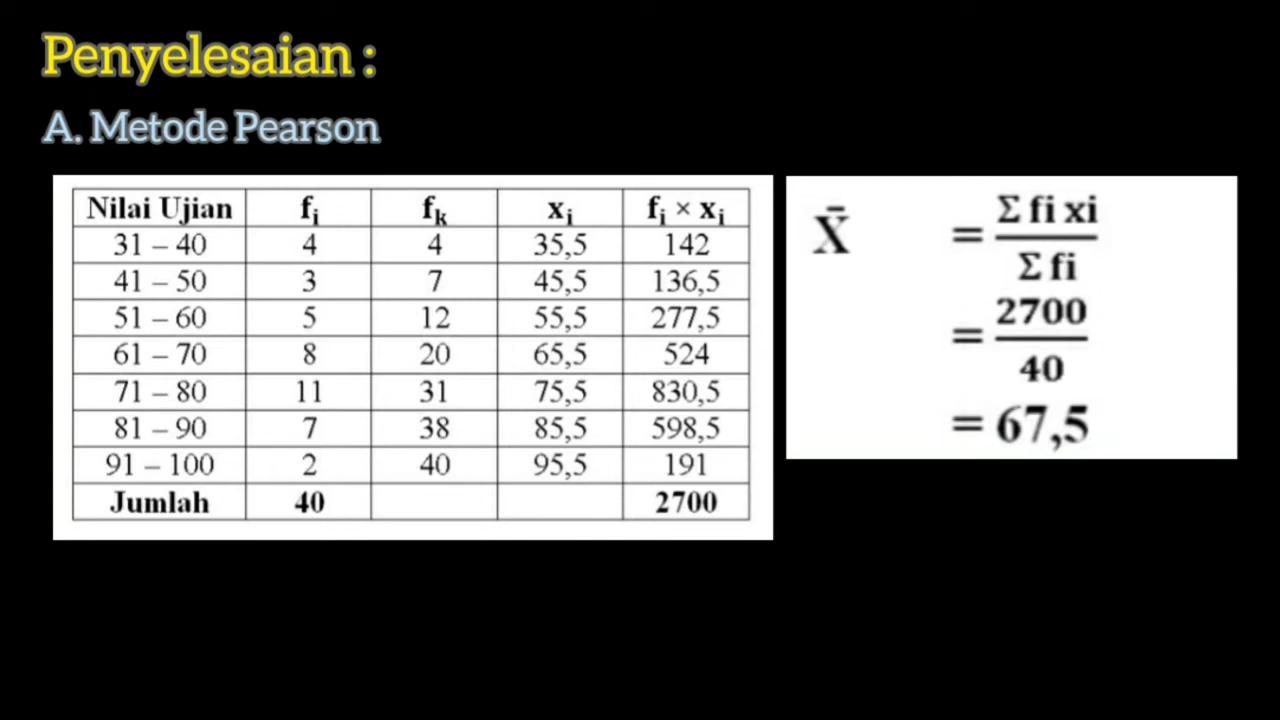 Penyelesaian :
A. Metode Pearson
Nilai Ujian fi fk xi fi × xi
31 – 40 4 4 35,5 142
41 – 50 3 7 45,5 136,5
51 – 60 5 12 55,5 277,5
61 – 70 8 20 65,5 524
71 – 80 11 31 75,5 830,5
81 – 90 7 38 85,5 598,5
91 – 100 2 40 95,5 191
Jumlah 40 2700
X̄ = Σ fi xi
Σ fi
= 2700
40
= 67,5